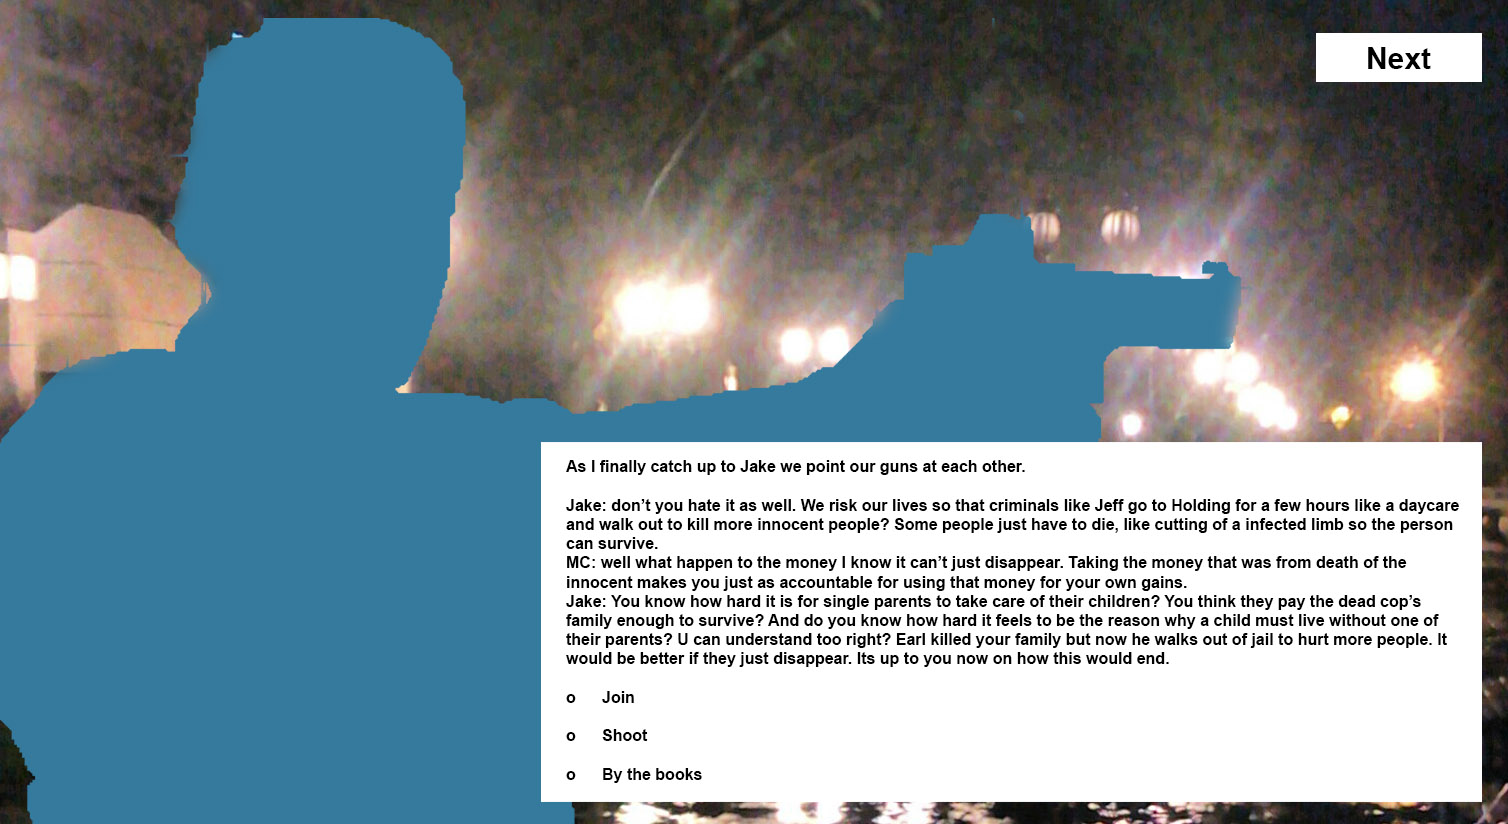 Next
As I finally catch up to Jake we point our guns at each other.
Jake: don’t you hate it as well. We risk our lives so that criminals like Jeff go to Holding for a few hours like a daycare
and walk out to kill more innocent people? Some people just have to die, like cutting of a infected limb so the person
can survive.
MC: well what happen to the money I know it can’t just disappear. Taking the money that was from death of the
innocent makes you just as accountable for using that money for your own gains.
Jake: You know how hard it is for single parents to take care of their children? You think they pay the dead cop’s
family enough to survive? And do you know how hard it feels to be the reason why a child must live without one of
their parents? U can understand too right? Earl killed your family but now he walks out of jail to hurt more people. It
would be better if they just disappear. Its up to you now on how this would end.
o Join
o Shoot
o By the books